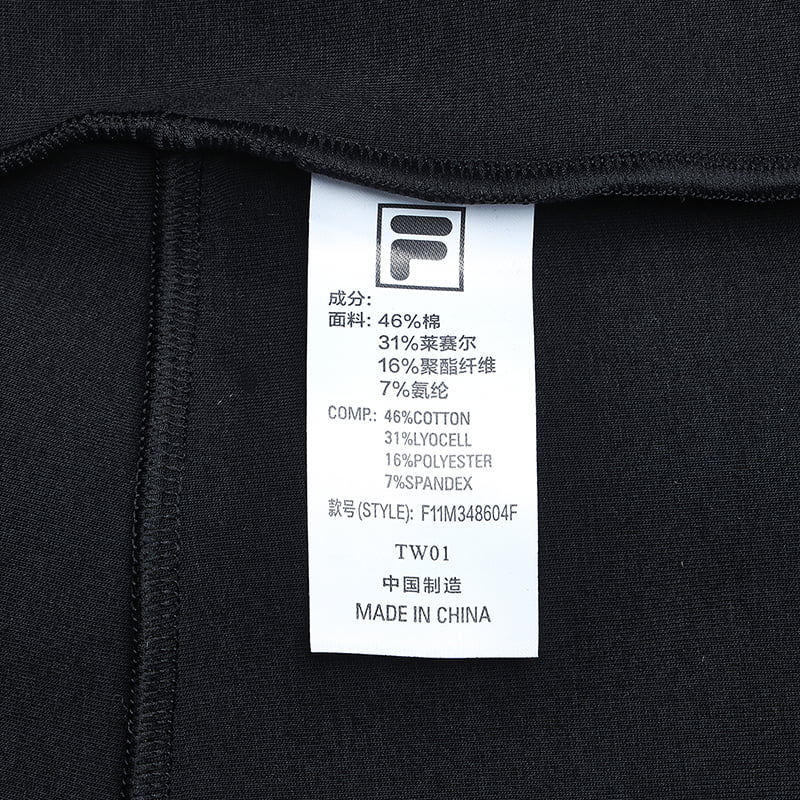 F
成分:
面料: 46%棉
31%莱赛尔
16%聚酯纤维
7%氨纶
COMP.: 46%COTTON
31%LYOCELL
16%POLYESTER
7%SPANDEX
款号(STYLE): F11M348604F
TW01
中国制造
MADE IN CHINA